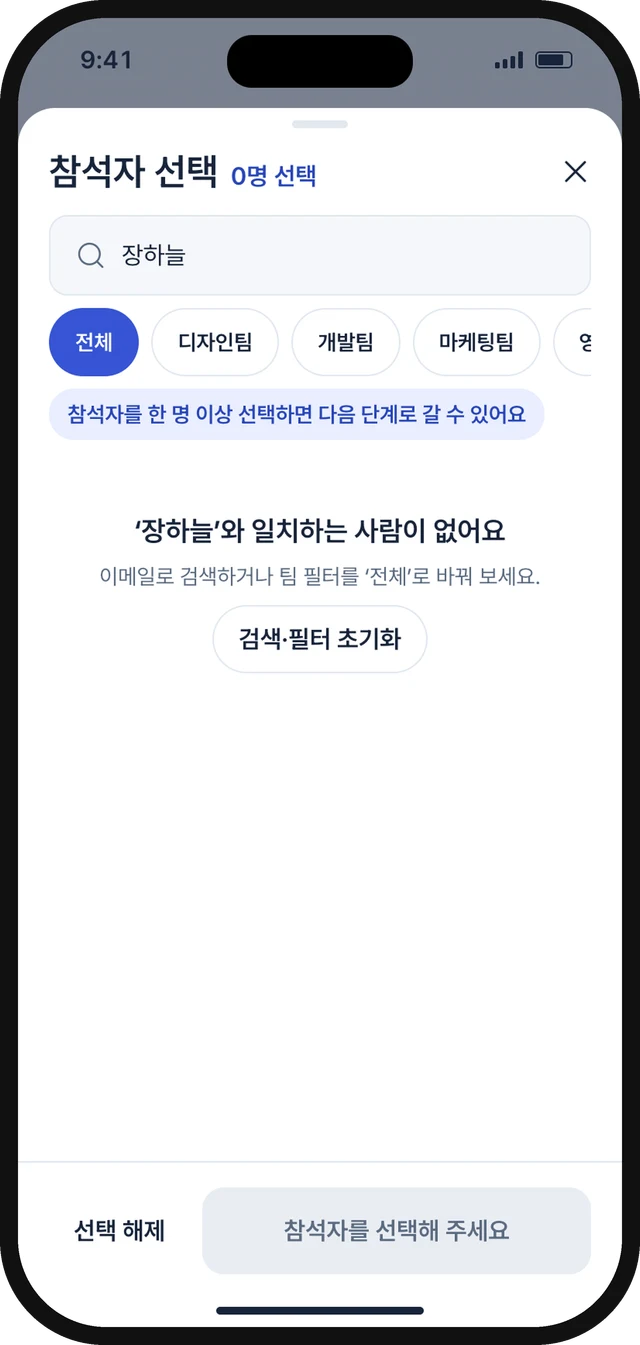 9:41
참석자 선택 0명 선택
장하늘
전체 디자인팀 개발팀 마케팅팀
참석자를 한 명 이상 선택하면 다음 단계로 갈 수 있어요
‘장하늘’와 일치하는 사람이 없어요
이메일로 검색하거나 팀 필터를 ‘전체’로 바꿔 보세요.
검색·필터 초기화
선택 해제 참석자를 선택해 주세요